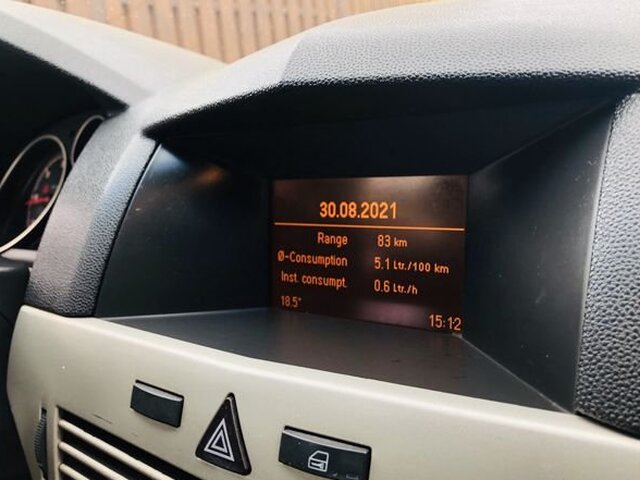 30.08.2021
Range 83 km
Ø-Consumption 5.1 Ltr./100 km
Inst. consumpt. 0.6 Ltr./h
18.5°
15:12